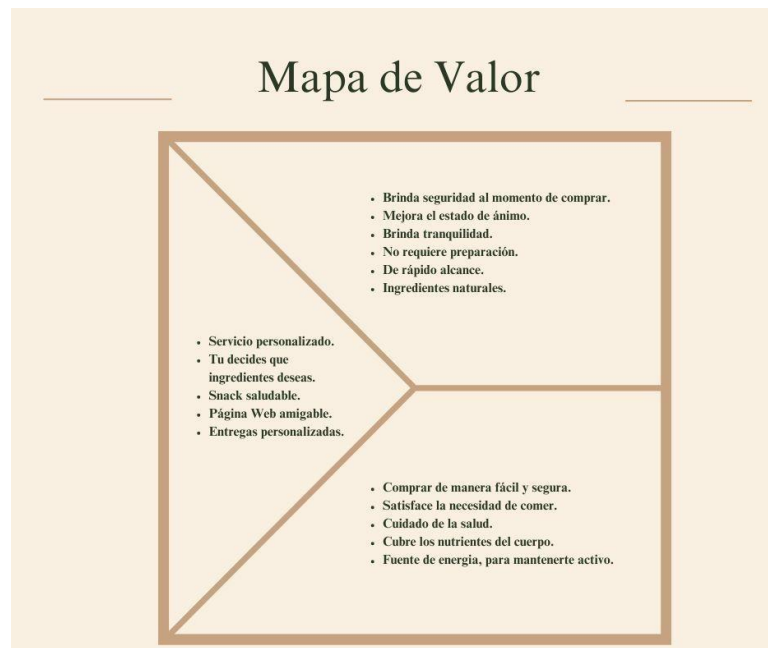 Mapa de Valor
• Brinda seguridad al momento de comprar.
• Mejora el estado de ánimo.
• Brinda tranquilidad.
• No requiere preparación.
• De rápido alcance.
• Ingredientes naturales.
• Servicio personalizado.
• Tu decides que
ingredientes deseas.
• Snack saludable.
• Página Web amigable.
• Entregas personalizadas.
• Comprar de manera fácil y segura.
• Satisface la necesidad de comer.
• Cuidado de la salud.
• Cubre los nutrientes del cuerpo.
• Fuente de energia, para mantenerte activo.